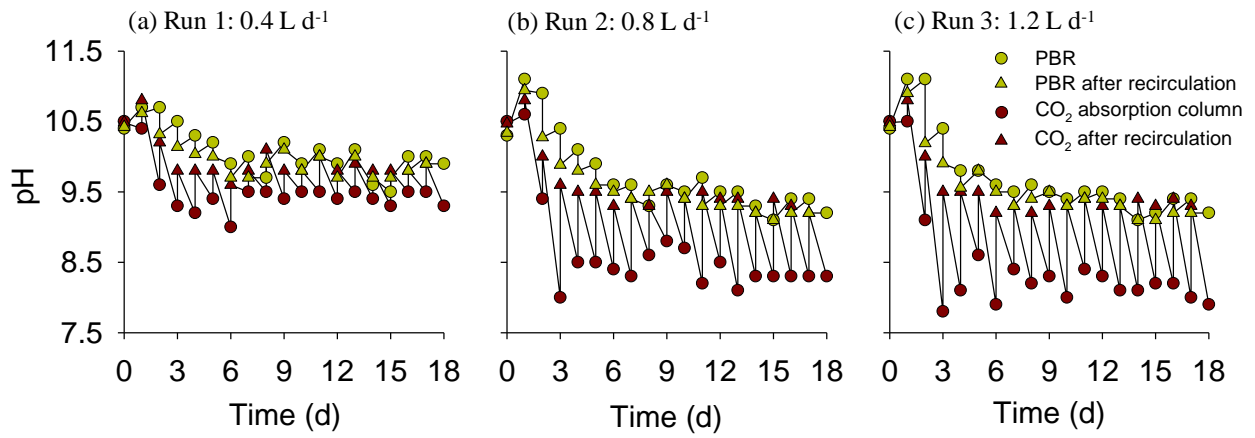 (a) Run 1: 0.4 L d-1
(b) Run 2: 0.8 L d-1
(c) Run 3: 1.2 L d-1
pH
11.5
10.5
9.5
8.5
7.5
PBR
PBR after recirculation
CO2 absorption column
CO2 after recirculation
0 3 6 9 12 15 18
0 3 6 9 12 15 18
0 3 6 9 12 15 18
Time (d)
Time (d)
Time (d)